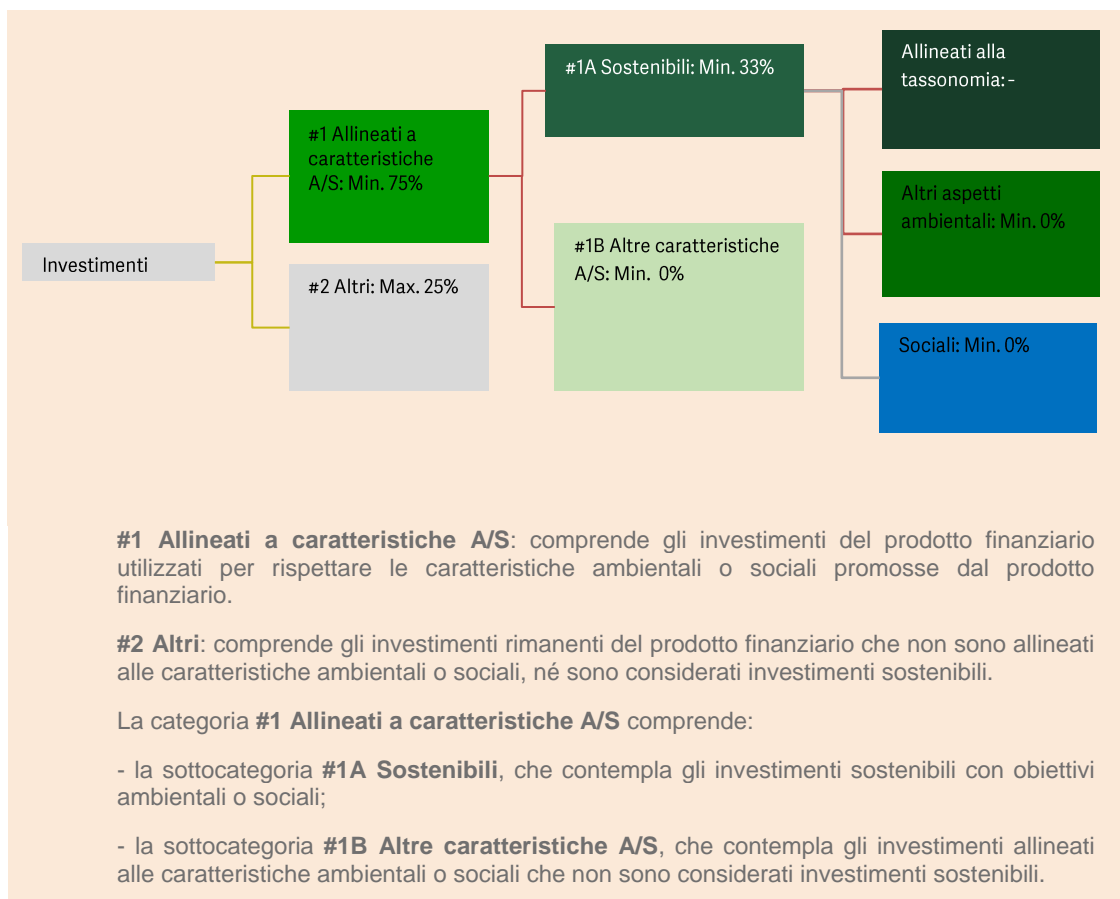 Investimenti
#1 Allineati a
caratteristiche
A/S: Min. 75%
#2 Altri: Max. 25%
#1A Sostenibili: Min. 33%
#1B Altre caratteristiche
A/S: Min. 0%
Allineati alla
tassonomia: -
Altri aspetti
ambientali: Min. 0%
Sociali: Min. 0%
#1 Allineati a caratteristiche A/S: comprende gli investimenti del prodotto finanziario
utilizzati per rispettare le caratteristiche ambientali o sociali promosse dal prodotto
finanziario.
#2 Altri: comprende gli investimenti rimanenti del prodotto finanziario che non sono allineati
alle caratteristiche ambientali o sociali, né sono considerati investimenti sostenibili.
La categoria #1 Allineati a caratteristiche A/S comprende:
- la sottocategoria #1A Sostenibili, che contempla gli investimenti sostenibili con obiettivi
ambientali o sociali;
- la sottocategoria #1B Altre caratteristiche A/S, che contempla gli investimenti allineati
alle caratteristiche ambientali o sociali che non sono considerati investimenti sostenibili.